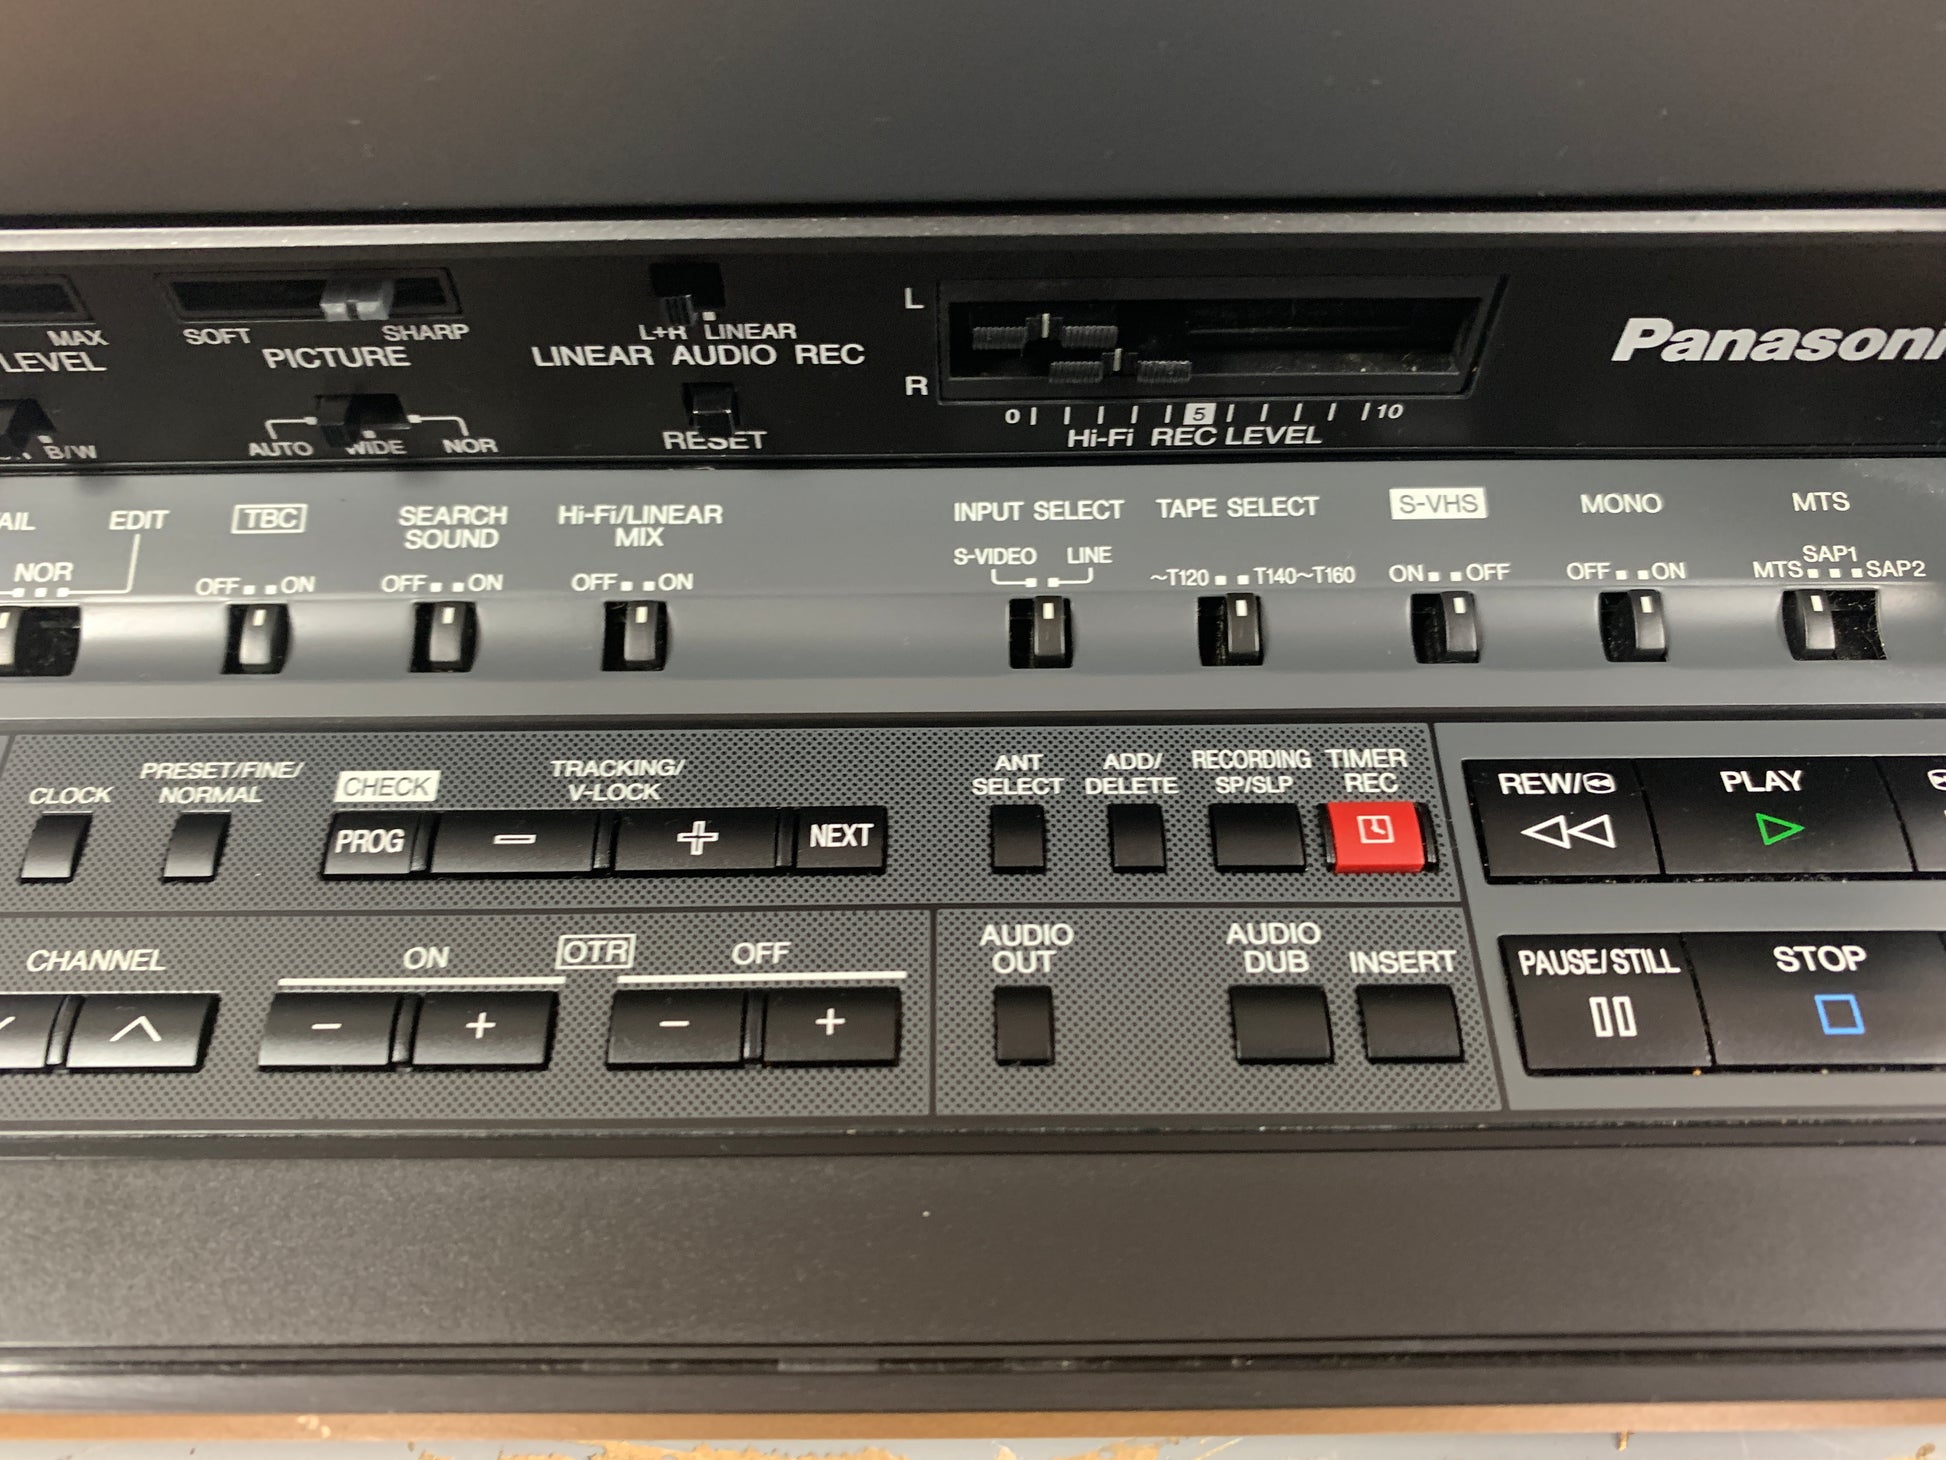 L
MAX
SOFT
SHARP
L+R LINEAR
LEVEL
PICTURE
LINEAR AUDIO REC
Panasoni
R
0
5
10
Hi-Fi REC LEVEL
B/W
AUTO
WIDE
NOR
RESET
AIL
EDIT
TBC
SEARCH
SOUND
Hi-Fi/LINEAR
MIX
INPUT SELECT
TAPE SELECT
S-VHS
MONO
MTS
NOR
OFF ON
OFF ON
OFF ON
S-VIDEO LINE
~T120 T140~T160
ON OFF
OFF ON
SAP1
MTS SAP2
CLOCK
PRESET/FINE/
NORMAL
CHECK
TRACKING/
V-LOCK
ANT
SELECT
ADD/
DELETE
RECORDING
SP/SLP
TIMER
REC
REW/
PLAY
PROG
-
+
NEXT
CHANNEL
ON
OTR
OFF
AUDIO
OUT
AUDIO
DUB
INSERT
PAUSE/STILL
STOP
-
+
-
+